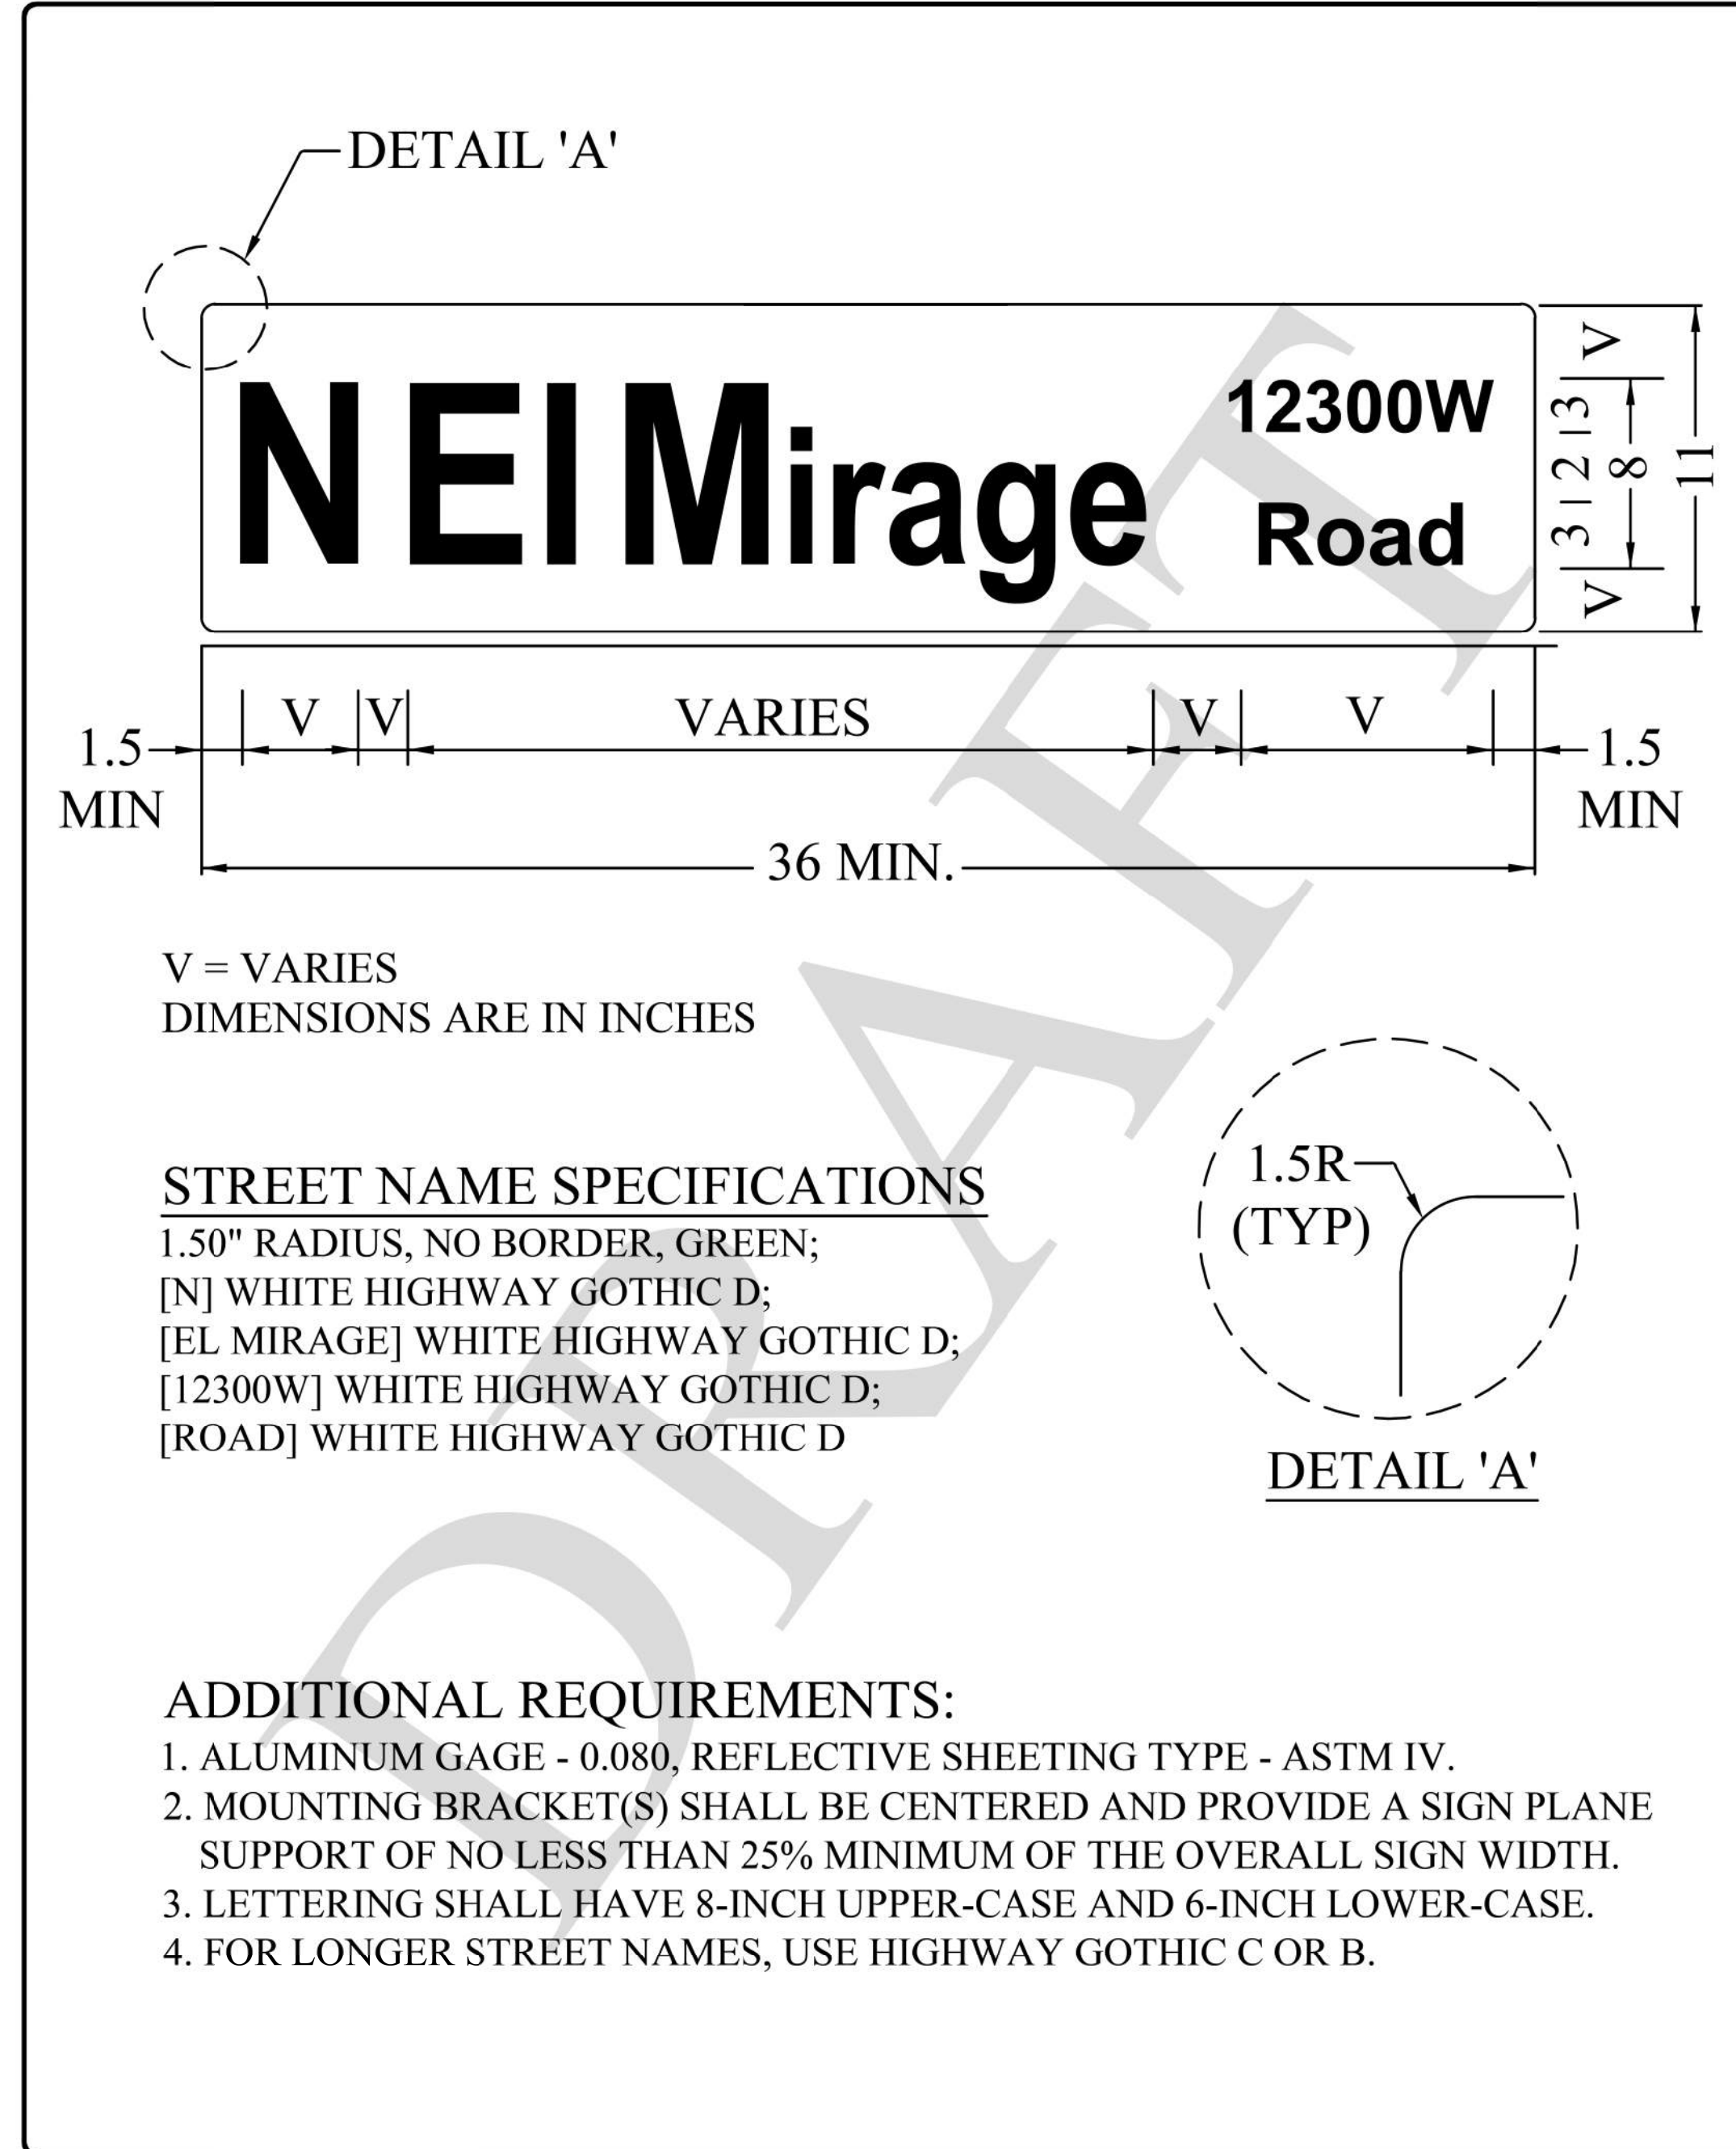 DETAIL 'A'
N El Mirage
12300W
Road
V
3 2 3
V
8
11
1.5
MIN
V
V
VARIES
V
V
1.5
MIN
36 MIN.
V = VARIES
DIMENSIONS ARE IN INCHES
STREET NAME SPECIFICATIONS
1.50" RADIUS, NO BORDER, GREEN;
[N] WHITE HIGHWAY GOTHIC D;
[EL MIRAGE] WHITE HIGHWAY GOTHIC D;
[12300W] WHITE HIGHWAY GOTHIC D;
[ROAD] WHITE HIGHWAY GOTHIC D
1.5R
(TYP)
DETAIL 'A'
ADDITIONAL REQUIREMENTS:
1. ALUMINUM GAGE - 0.080, REFLECTIVE SHEETING TYPE - ASTM IV.
2. MOUNTING BRACKET(S) SHALL BE CENTERED AND PROVIDE A SIGN PLANE
SUPPORT OF NO LESS THAN 25% MINIMUM OF THE OVERALL SIGN WIDTH.
3. LETTERING SHALL HAVE 8-INCH UPPER-CASE AND 6-INCH LOWER-CASE.
4. FOR LONGER STREET NAMES, USE HIGHWAY GOTHIC C OR B.
DRAFT